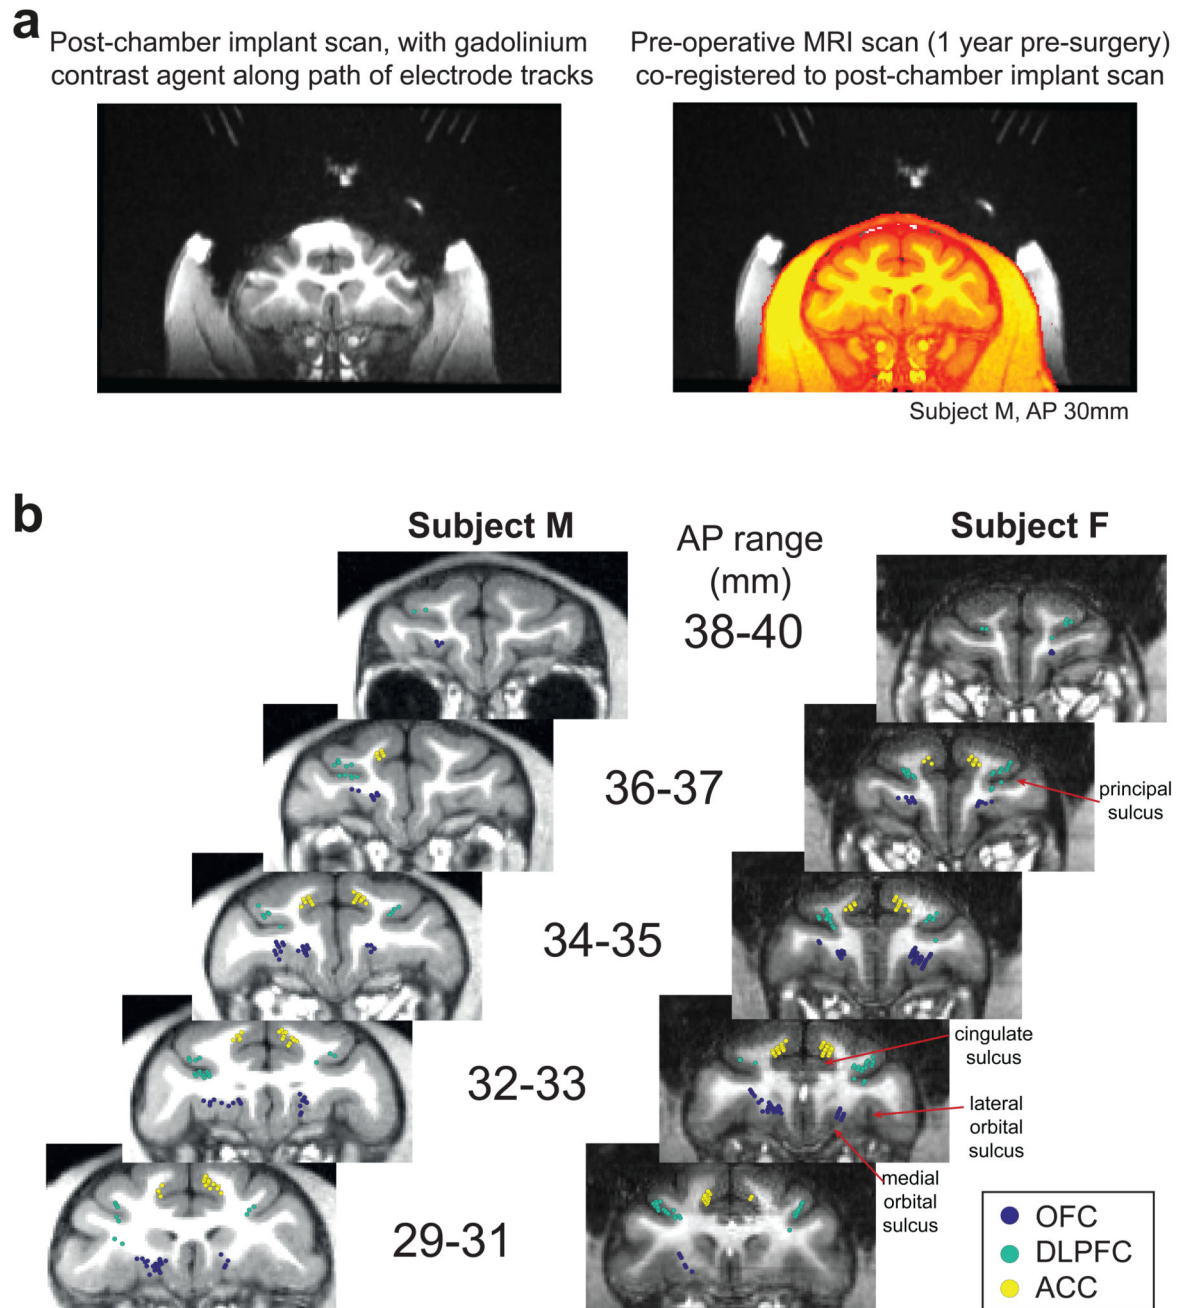 a
Post-chamber implant scan, with gadolinium
contrast agent along path of electrode tracks
Pre-operative MRI scan (1 year pre-surgery)
co-registered to post-chamber implant scan
Subject M, AP 30mm
b
Subject M
AP range
(mm)
Subject F
38-40
36-37
principal
sulcus
34-35
cingulate
sulcus
32-33
lateral
orbital
sulcus
medial
orbital
sulcus
29-31
OFC
DLPFC
ACC